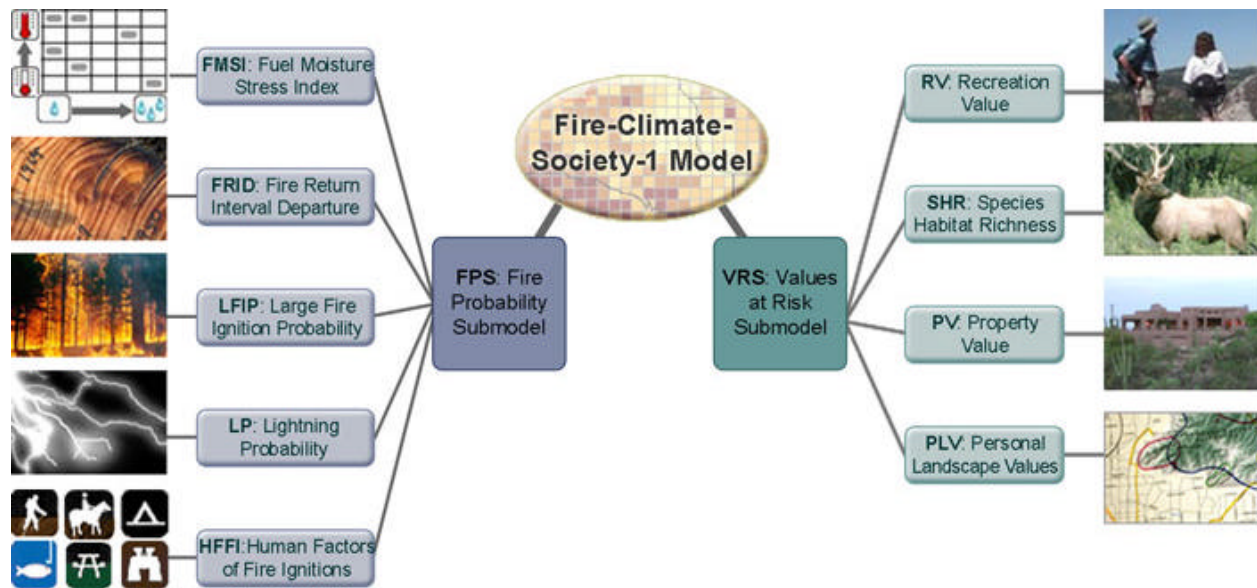 Fire-Climate-
Society-1 Model
FPS: Fire
Probability
Submodel
FMSI: Fuel Moisture
Stress Index
FRID: Fire Return
Interval Departure
LFIP: Large Fire
Ignition Probability
LP: Lightning
Probability
HFFI:Human Factors
of Fire Ignitions
VRS: Values
at Risk
Submodel
RV: Recreation
Value
SHR: Species
Habitat Richness
PV: Property
Value
PLV: Personal
Landscape Values